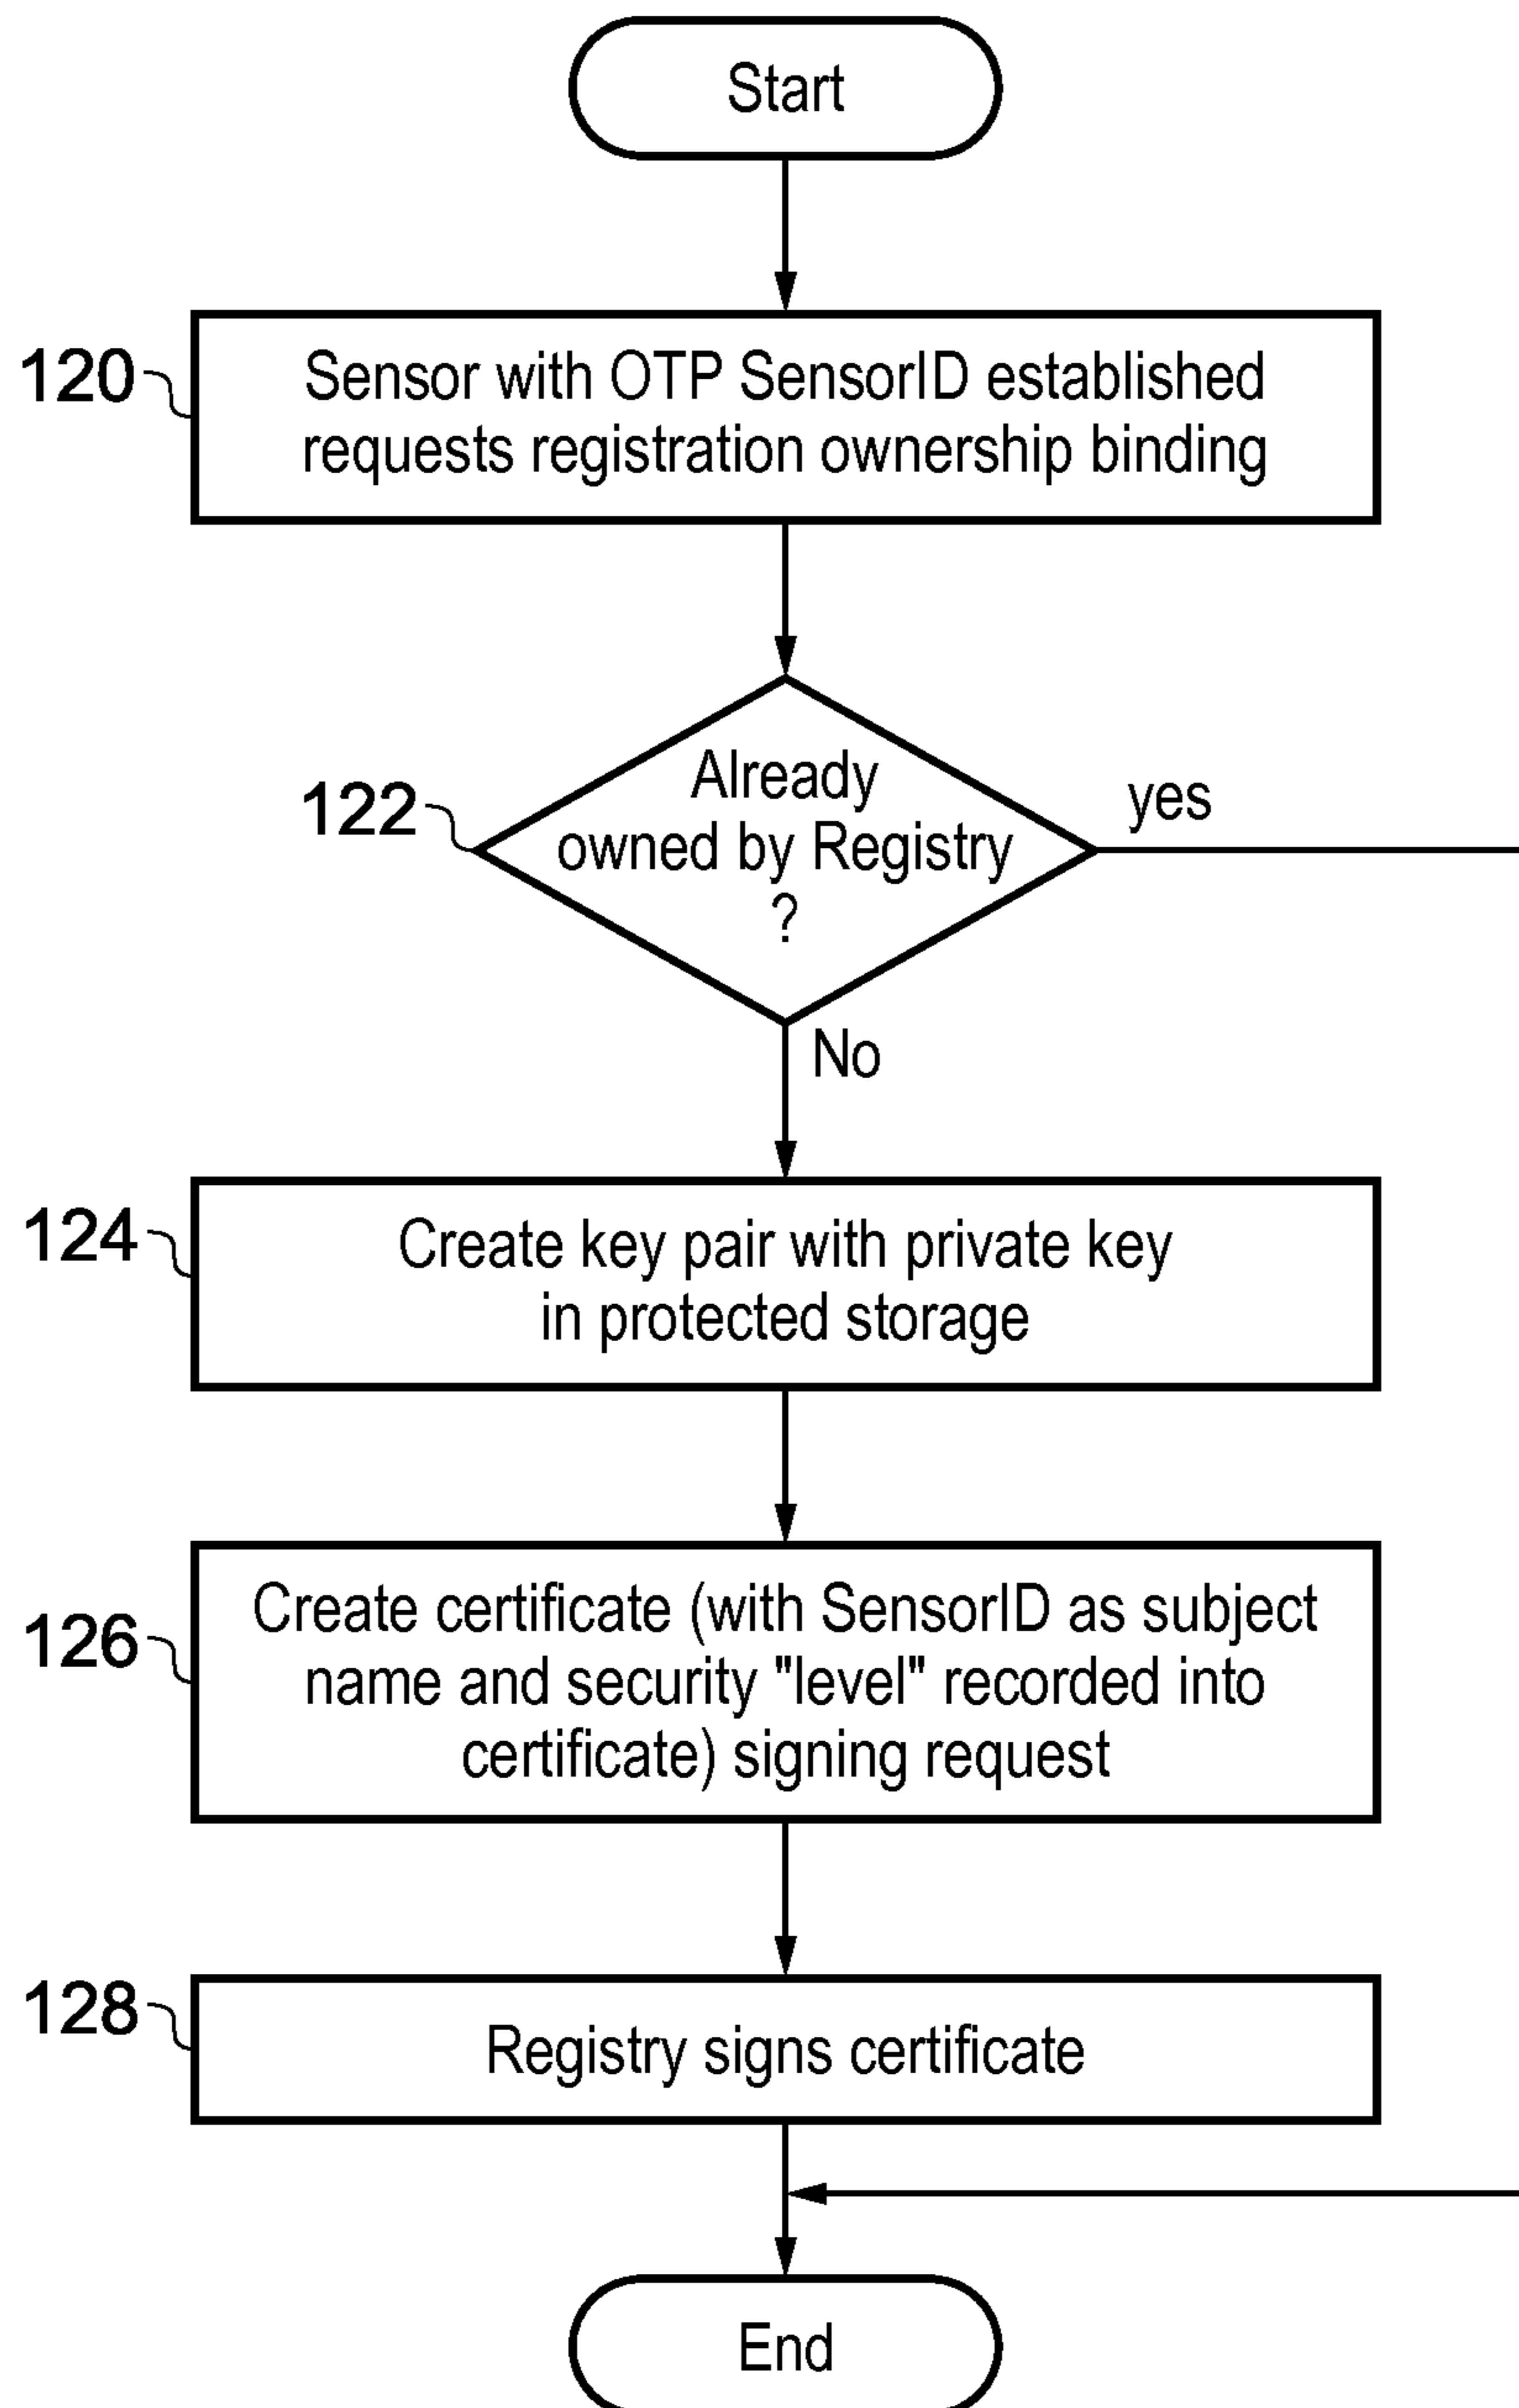 Start
120
Sensor with OTP SensorID established
requests registration ownership binding
122
Already
owned by Registry
?
yes
No
124
Create key pair with private key
in protected storage
126
Create certificate (with SensorID as subject
name and security "level" recorded into
certificate) signing request
128
Registry signs certificate
End